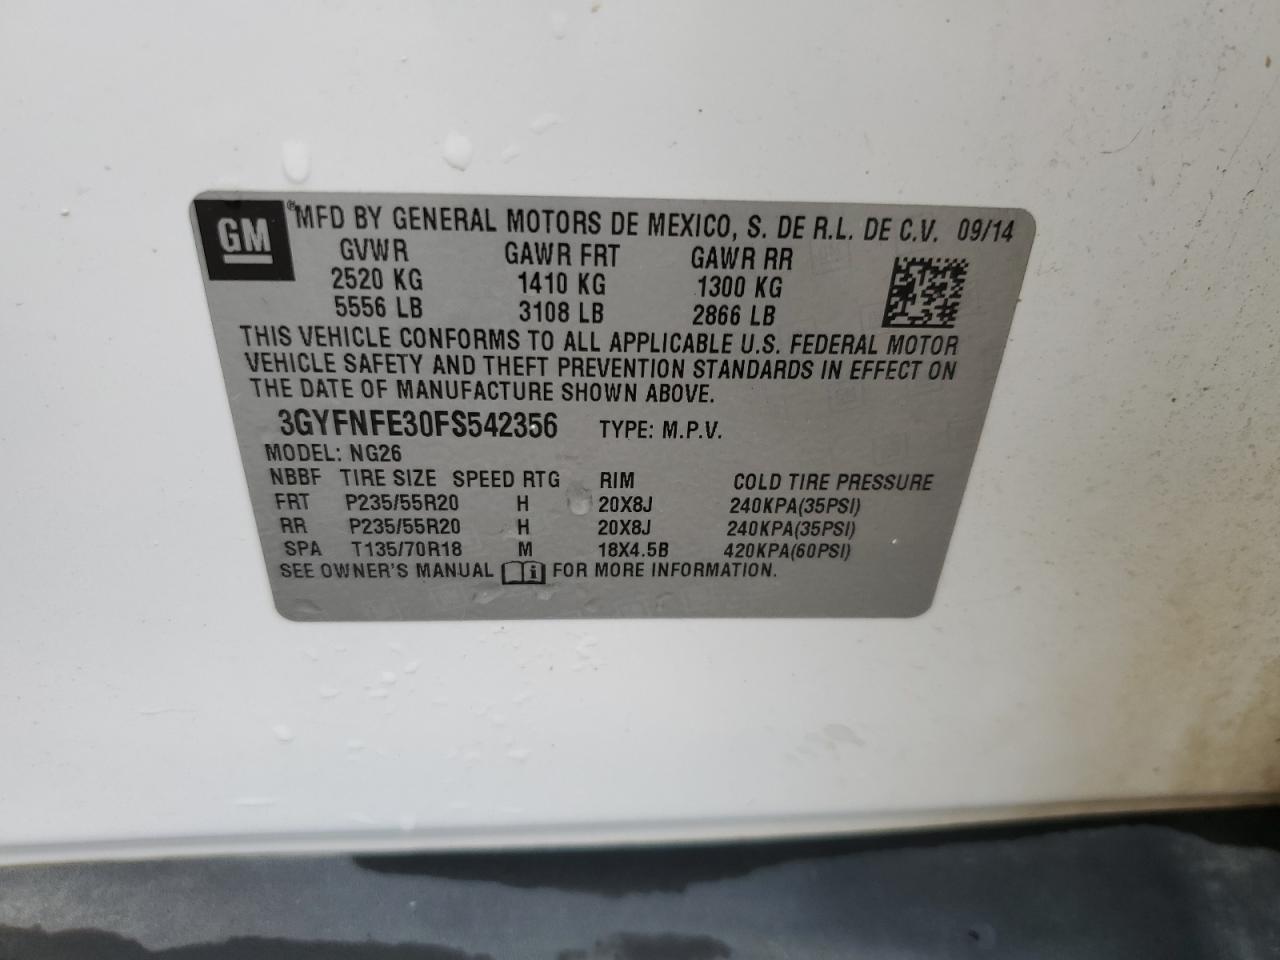 GM ® MFD BY GENERAL MOTORS DE MEXICO, S. DE R.L. DE C.V. 09/14
GVWR GAWR FRT GAWR RR
2520 KG 1410 KG 1300 KG
5556 LB 3108 LB 2866 LB
THIS VEHICLE CONFORMS TO ALL APPLICABLE U.S. FEDERAL MOTOR
VEHICLE SAFETY AND THEFT PREVENTION STANDARDS IN EFFECT ON
THE DATE OF MANUFACTURE SHOWN ABOVE.
3GYFNFE30FS542356 TYPE: M.P.V.
MODEL: NG26
NBBF TIRE SIZE SPEED RTG RIM COLD TIRE PRESSURE
FRT P235/55R20 H 20X8J 240KPA(35PSI)
RR P235/55R20 H 20X8J 240KPA(35PSI)
SPA T135/70R18 M 18X4.5B 420KPA(60PSI)
SEE OWNER'S MANUAL i FOR MORE INFORMATION.